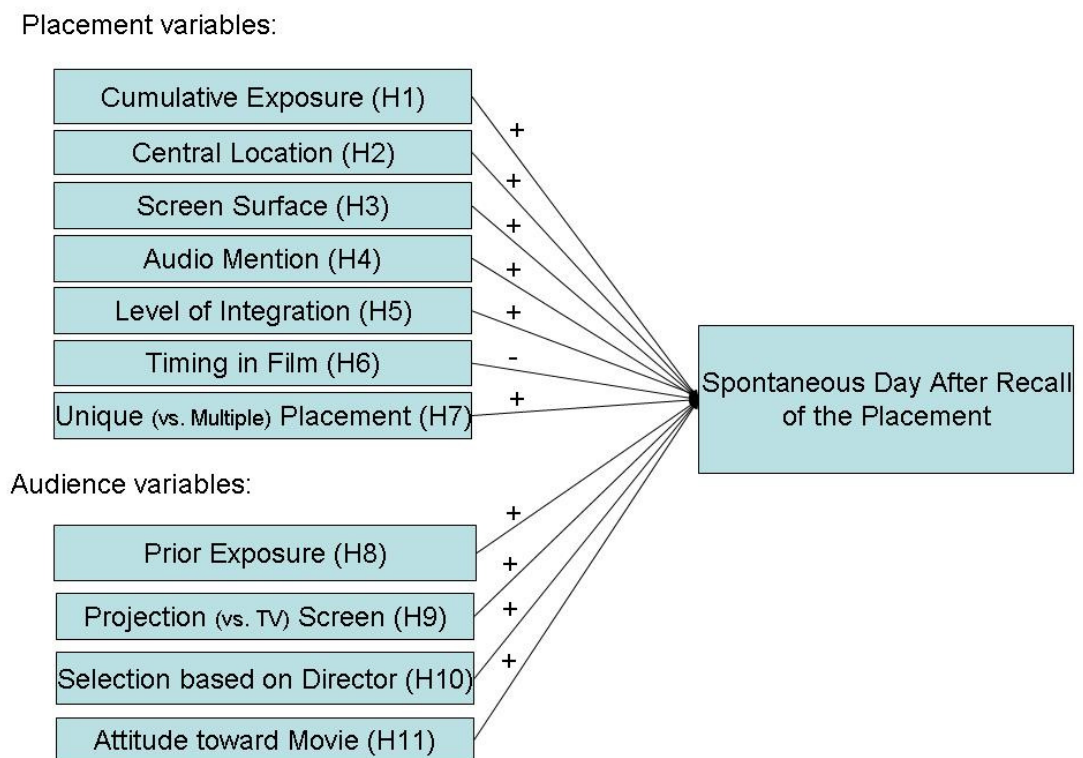 Placement variables:
Cumulative Exposure (H1)
+
Central Location (H2)
+
Screen Surface (H3)
+
Audio Mention (H4)
+
Level of Integration (H5)
+
Timing in Film (H6)
-
Unique (vs. Multiple) Placement (H7)
+
Spontaneous Day After Recall
of the Placement
Audience variables:
Prior Exposure (H8)
+
Projection (vs. TV) Screen (H9)
+
Selection based on Director (H10)
+
Attitude toward Movie (H11)
+